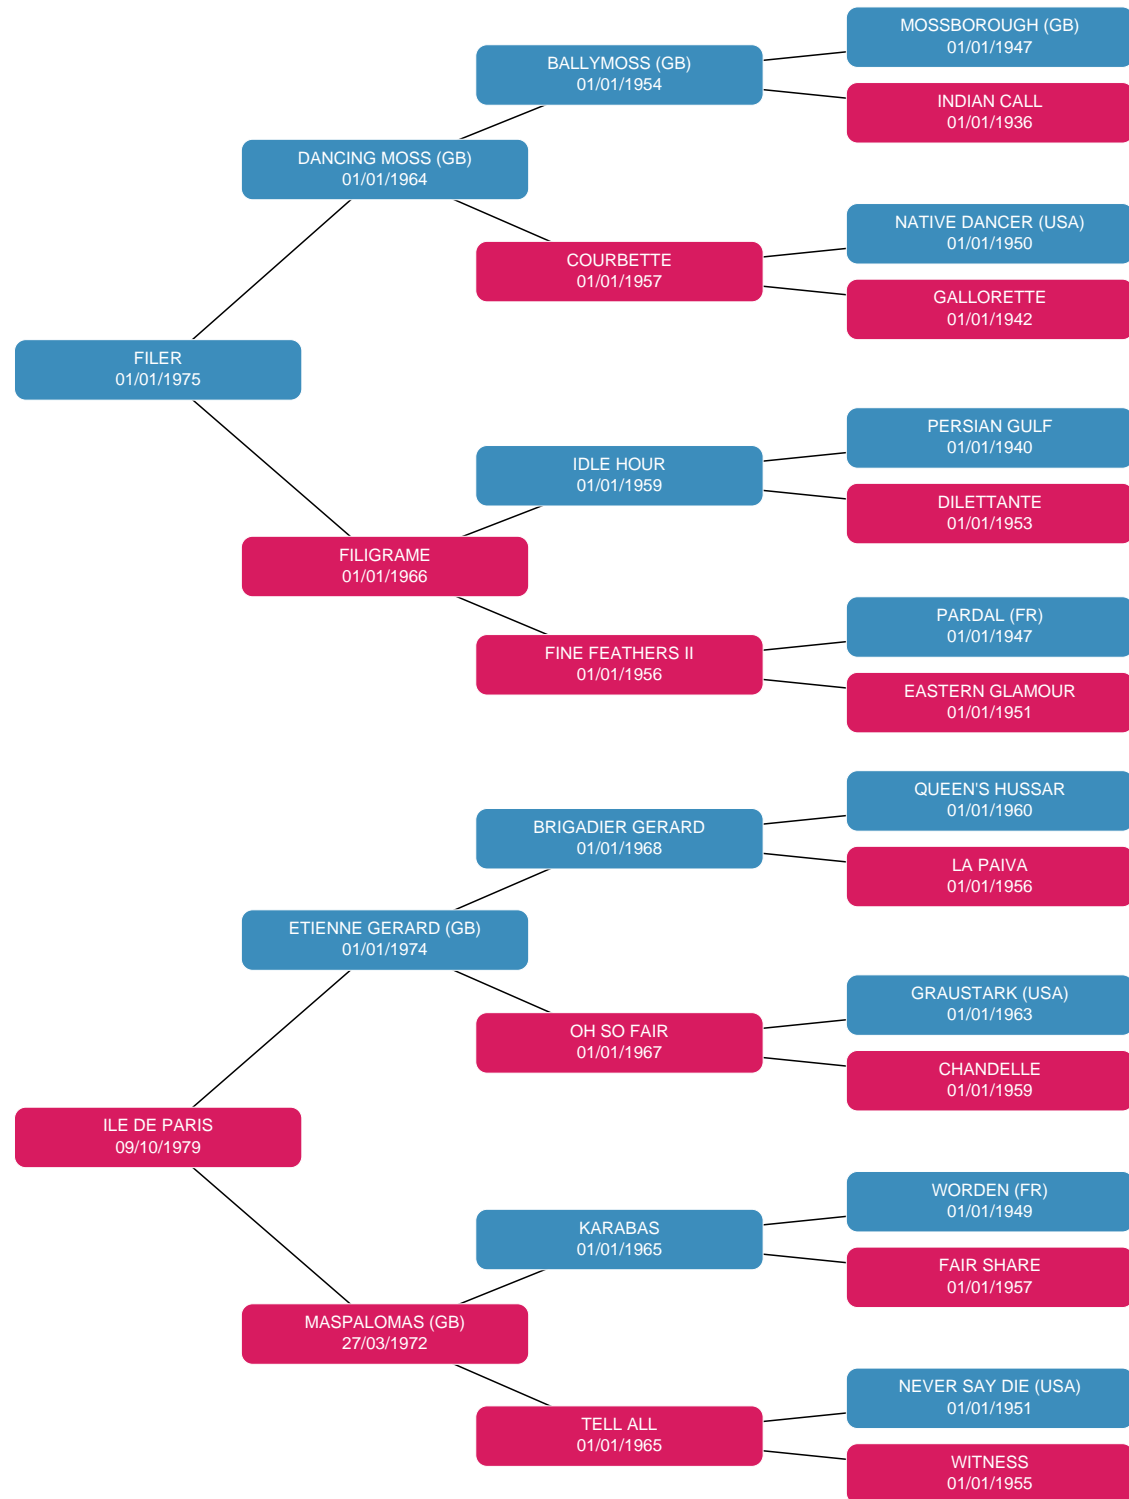 MOSSBOROUGH (GB)
01/01/1947
BALLYMOSS (GB)
01/01/1954
INDIAN CALL
01/01/1936
DANCING MOSS (GB)
01/01/1964
NATIVE DANCER (USA)
01/01/1950
COURBETTE
01/01/1957
GALLORETTE
01/01/1942
FILER
01/01/1975
PERSIAN GULF
01/01/1940
IDLE HOUR
01/01/1959
DILETTANTE
01/01/1953
FILIGRAME
01/01/1966
PARDAL (FR)
01/01/1947
FINE FEATHERS II
01/01/1956
EASTERN GLAMOUR
01/01/1951
QUEEN'S HUSSAR
01/01/1960
BRIGADIER GERARD
01/01/1968
LA PAIVA
01/01/1956
ETIENNE GERARD (GB)
01/01/1974
GRAUSTARK (USA)
01/01/1963
OH SO FAIR
01/01/1967
CHANDELLE
01/01/1959
ILE DE PARIS
09/10/1979
WORDEN (FR)
01/01/1949
KARABAS
01/01/1965
FAIR SHARE
01/01/1957
MASPALOMAS (GB)
27/03/1972
NEVER SAY DIE (USA)
01/01/1951
TELL ALL
01/01/1965
WITNESS
01/01/1955